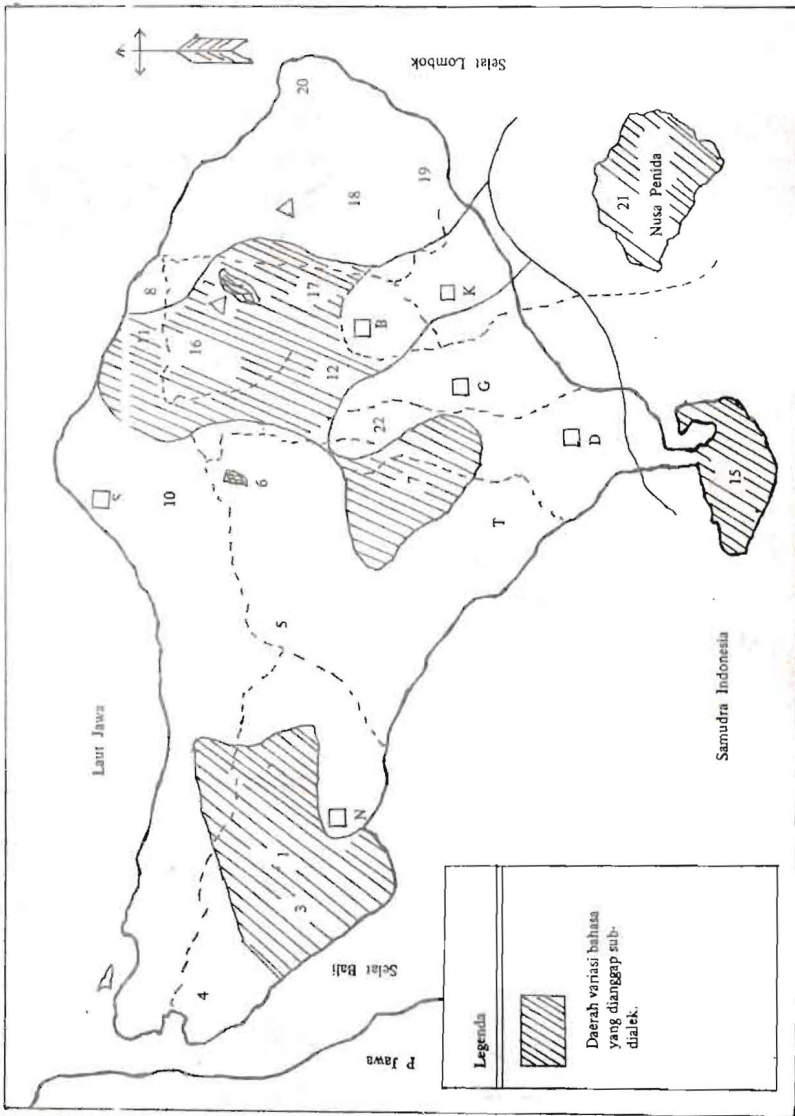 Selat Lombok
20
18
19
8
17
K
11
16
B
21
Nusa Penida
12
G
22
7
D
15
S
10
6
T
5
Laut Jawa
Samudra Indonesia
N
1
3
Selat Bali
4
P Jawa
Legenda
Daerah variasi bahasa
yang dianggap sub-
dialek.